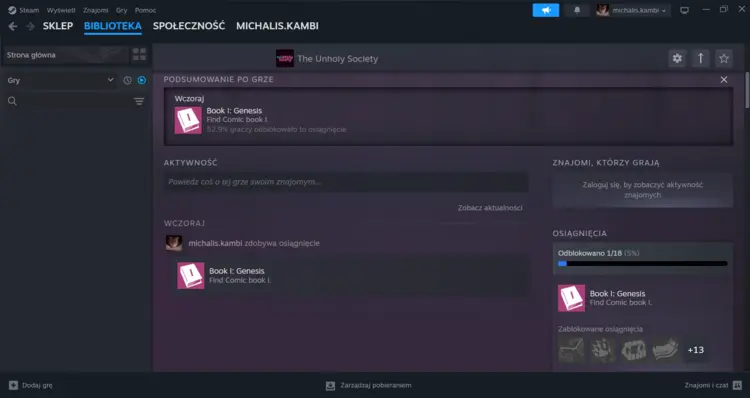 Steam Wyświetl Znajomi Gry Pomoc
michalis.kambi
SKLEP BIBLIOTEKA SPOŁECZNOŚĆ MICHALIS.KAMBI
Strona główna
The Unholy Society
Gry
PODSUMOWANIE PO GRZE
Wczoraj
Book I: Genesis
Find Comic book I.
52.9% graczy odblokowało to osiągnięcie
AKTYWNOŚĆ
Powiedz coś o tej grze swoim znajomym...
Zobacz aktualności
WCZORAJ
michalis.kambi zdobywa osiągnięcie
Book I: Genesis
Find Comic book I.
ZNAJOMI, KTÓRZY GRAJĄ
Zaloguj się, by zobaczyć aktywność
znajomych
OSIĄGNIĘCIA
Odblokowano 1/18 (5%)
Book I: Genesis
Find Comic book I.
Zablokowane osiągnięcia
+13
Dodaj grę
Zarządzaj pobieraniem
Znajomi i czat